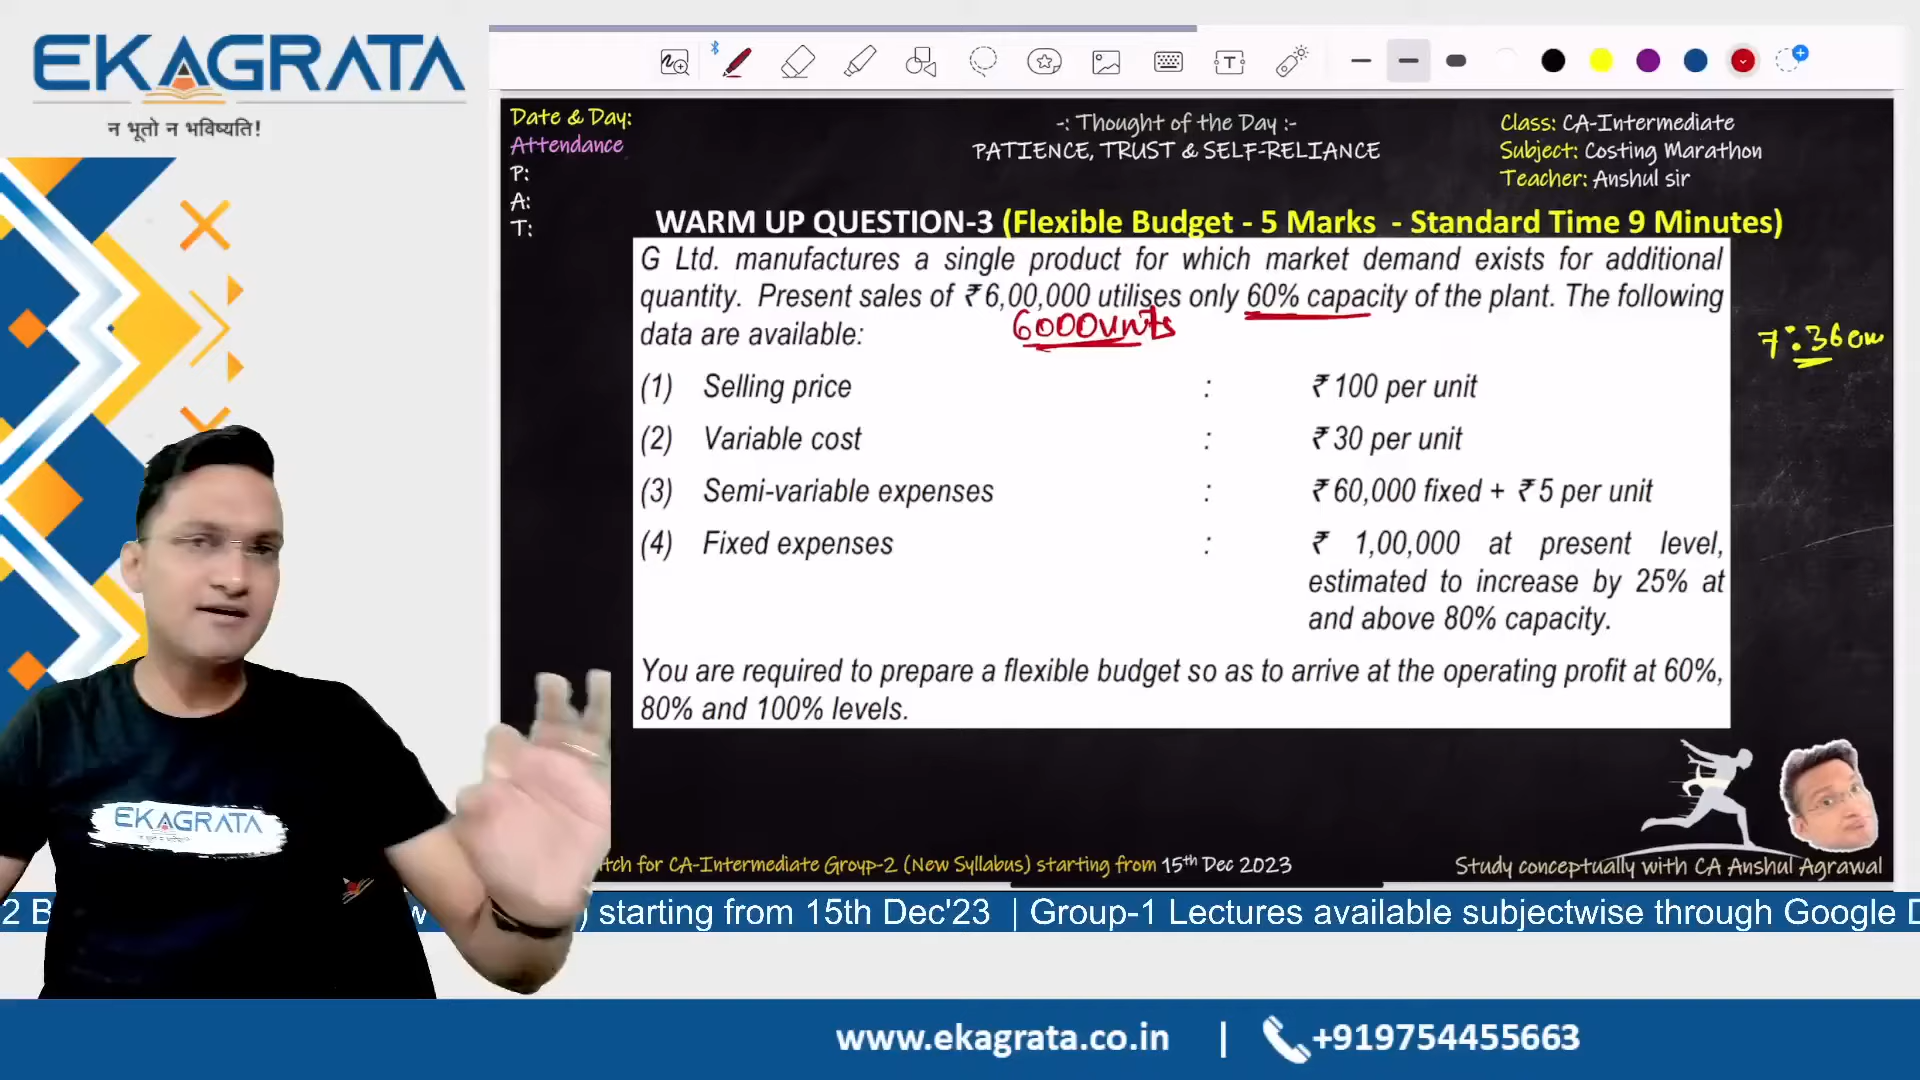 EKAGRATA
न भूतो न भविष्यति!
T
Date & Day:
Attendance
P:
A:
T:
-: Thought of the Day :-
PATIENCE, TRUST & SELF-RELIANCE
Class: CA-Intermediate
Subject: Costing Marathon
Teacher: Anshul sir
WARM UP QUESTION-3 (Flexible Budget - 5 Marks - Standard Time 9 Minutes)
G Ltd. manufactures a single product for which market demand exists for additional
quantity. Present sales of ₹ 6,00,000 utilises only 60% capacity of the plant. The following
6000 units
data are available:
7:36
(1) Selling price : ₹ 100 per unit
(2) Variable cost : ₹ 30 per unit
(3) Semi-variable expenses : ₹ 60,000 fixed + ₹ 5 per unit
(4) Fixed expenses : ₹ 1,00,000 at present level,
estimated to increase by 25% at
and above 80% capacity.
You are required to prepare a flexible budget so as to arrive at the operating profit at 60%,
80% and 100% levels.
EKAGRATA
for CA-Intermediate Group-2 (New Syllabus) starting from 15th Dec 2023
Study conceptually with CA Anshul Agrawal
2 B
) starting from 15th Dec'23 | Group-1 Lectures available subjectwise through Google D
www.ekagrata.co.in | +919754455663